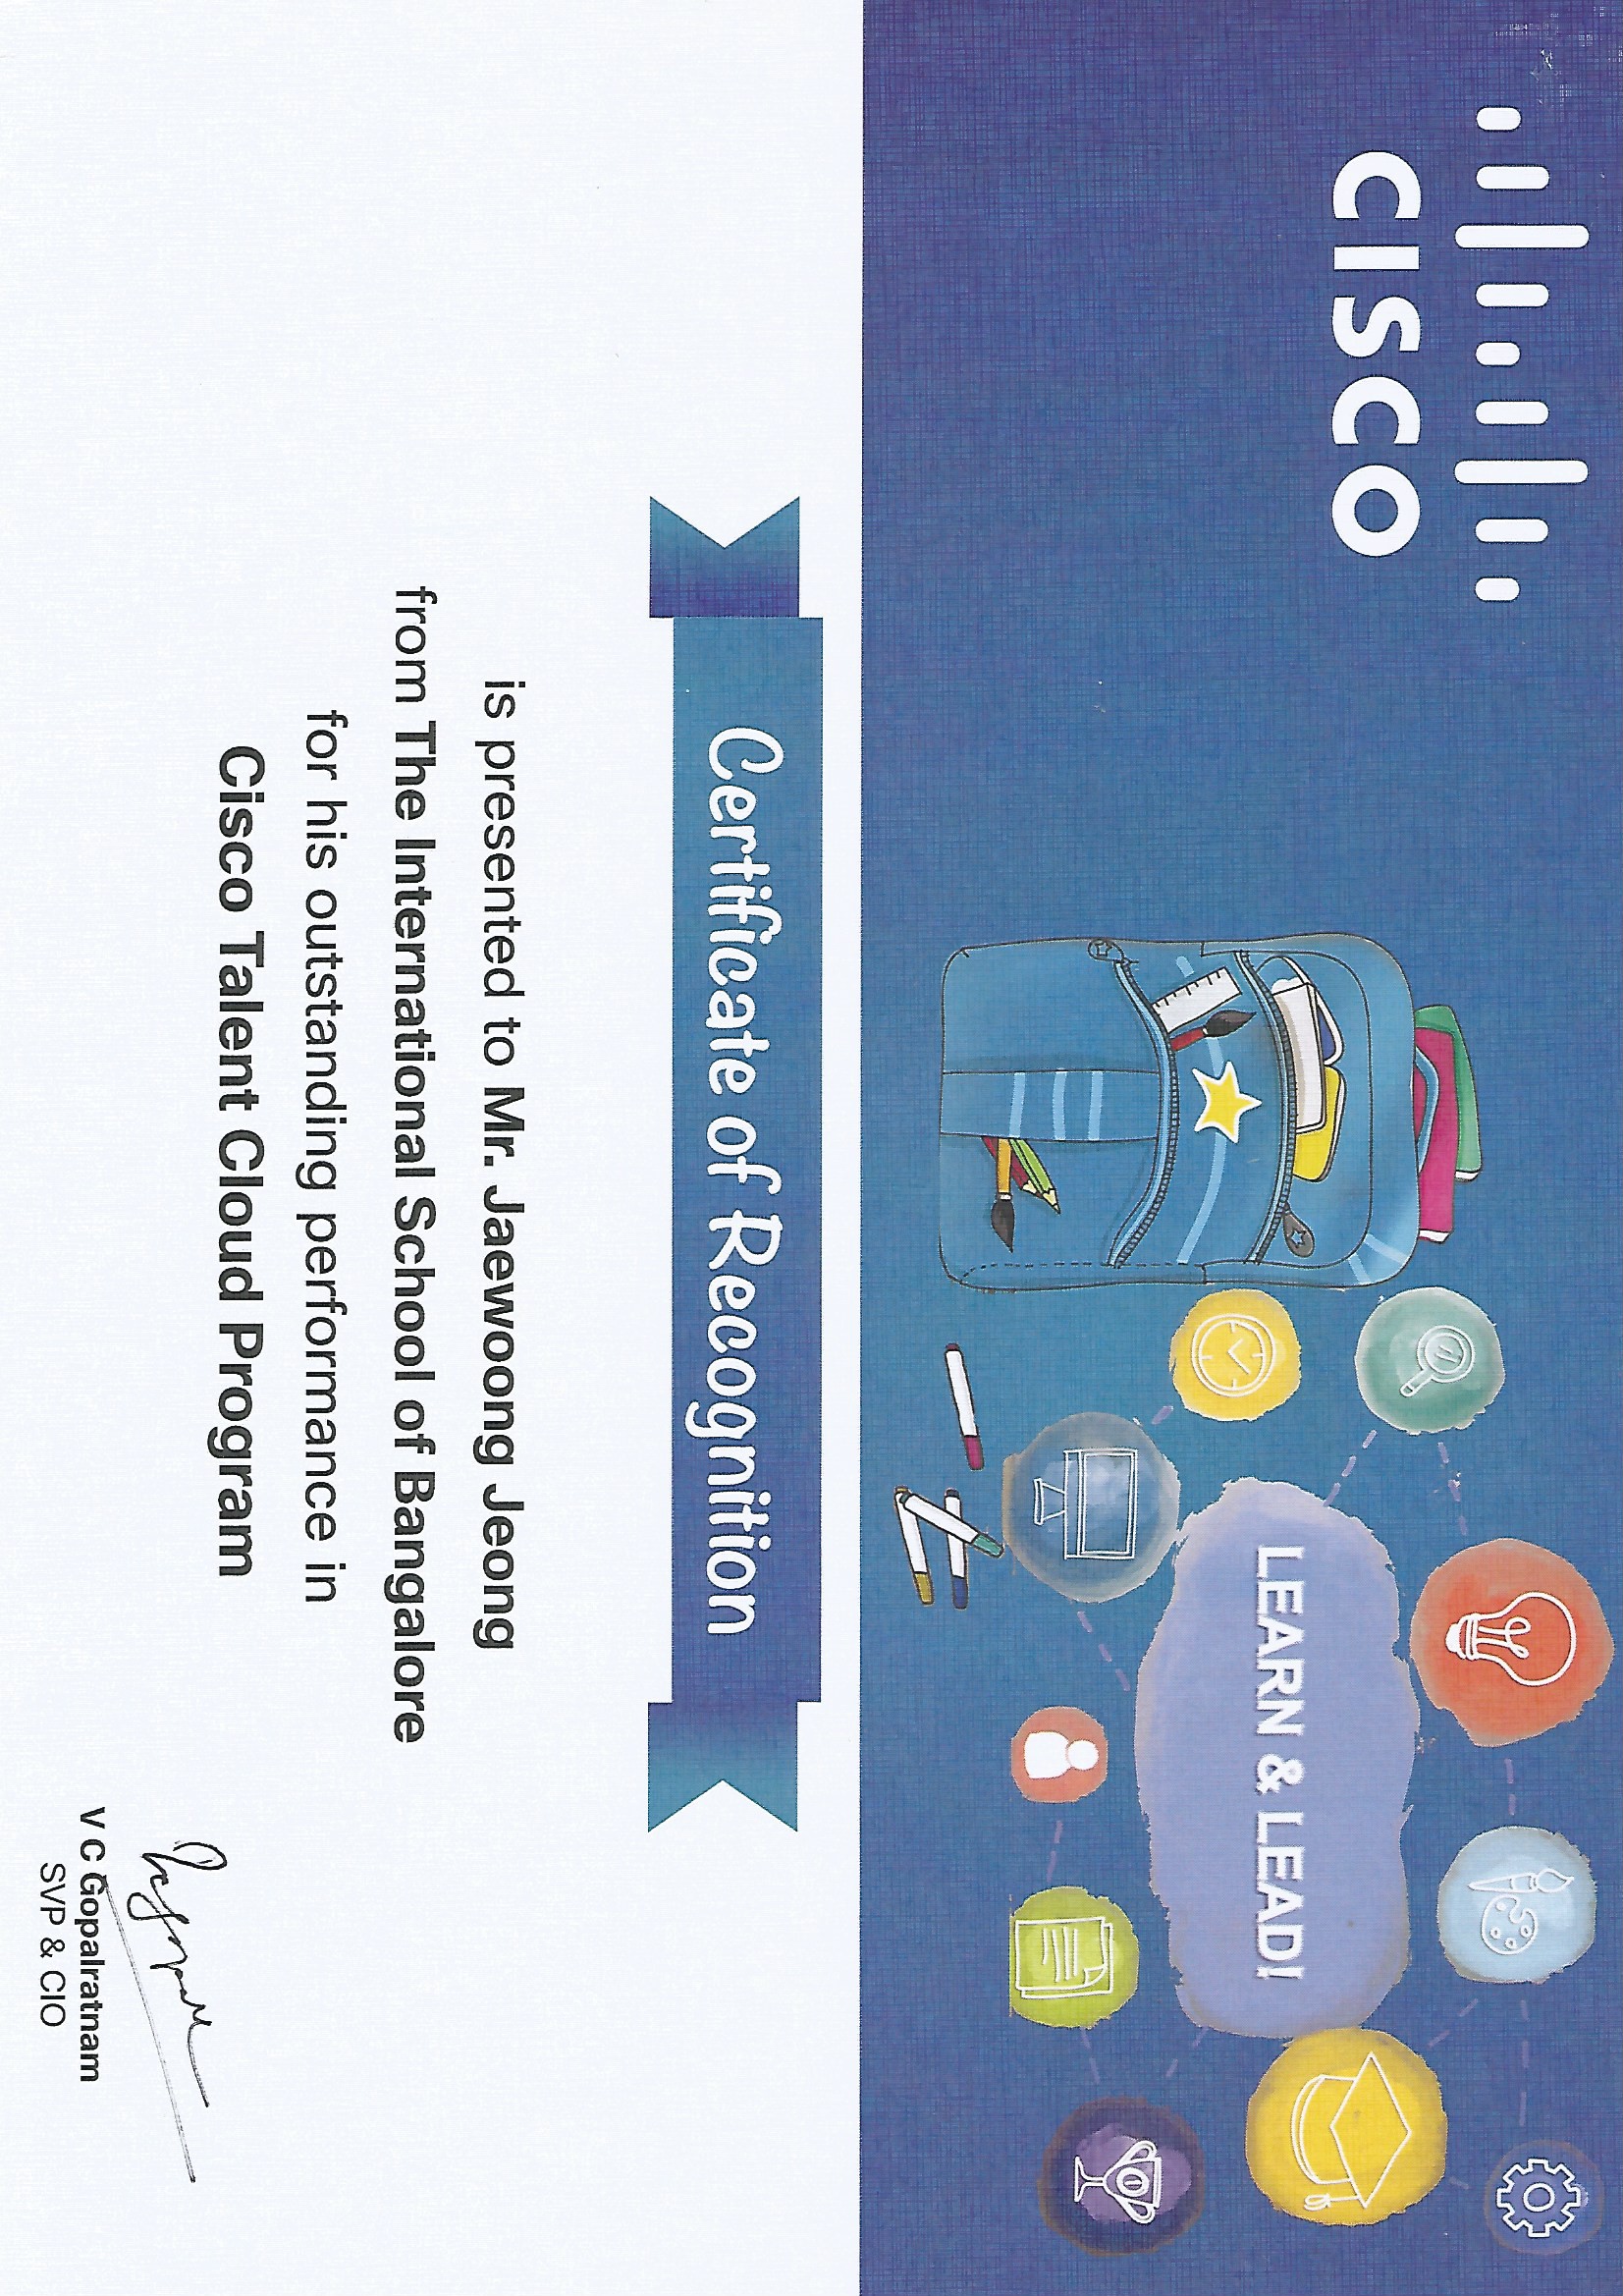 CISCO
LEARN & LEAD!
Certificate of Recognition
is presented to Mr. Jaewoong Jeong
from The International School of Bangalore
for his outstanding performance in
Cisco Talent Cloud Program
V C Gopalratnam
SVP & CIO